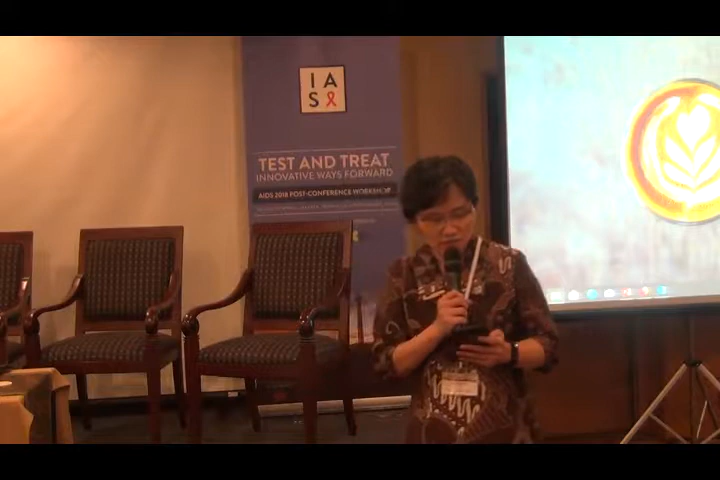 I A
S
TEST AND TREAT
INNOVATIVE WAYS FORWARD
AIDS 2018 POST-CONFERENCE WORKSHOP